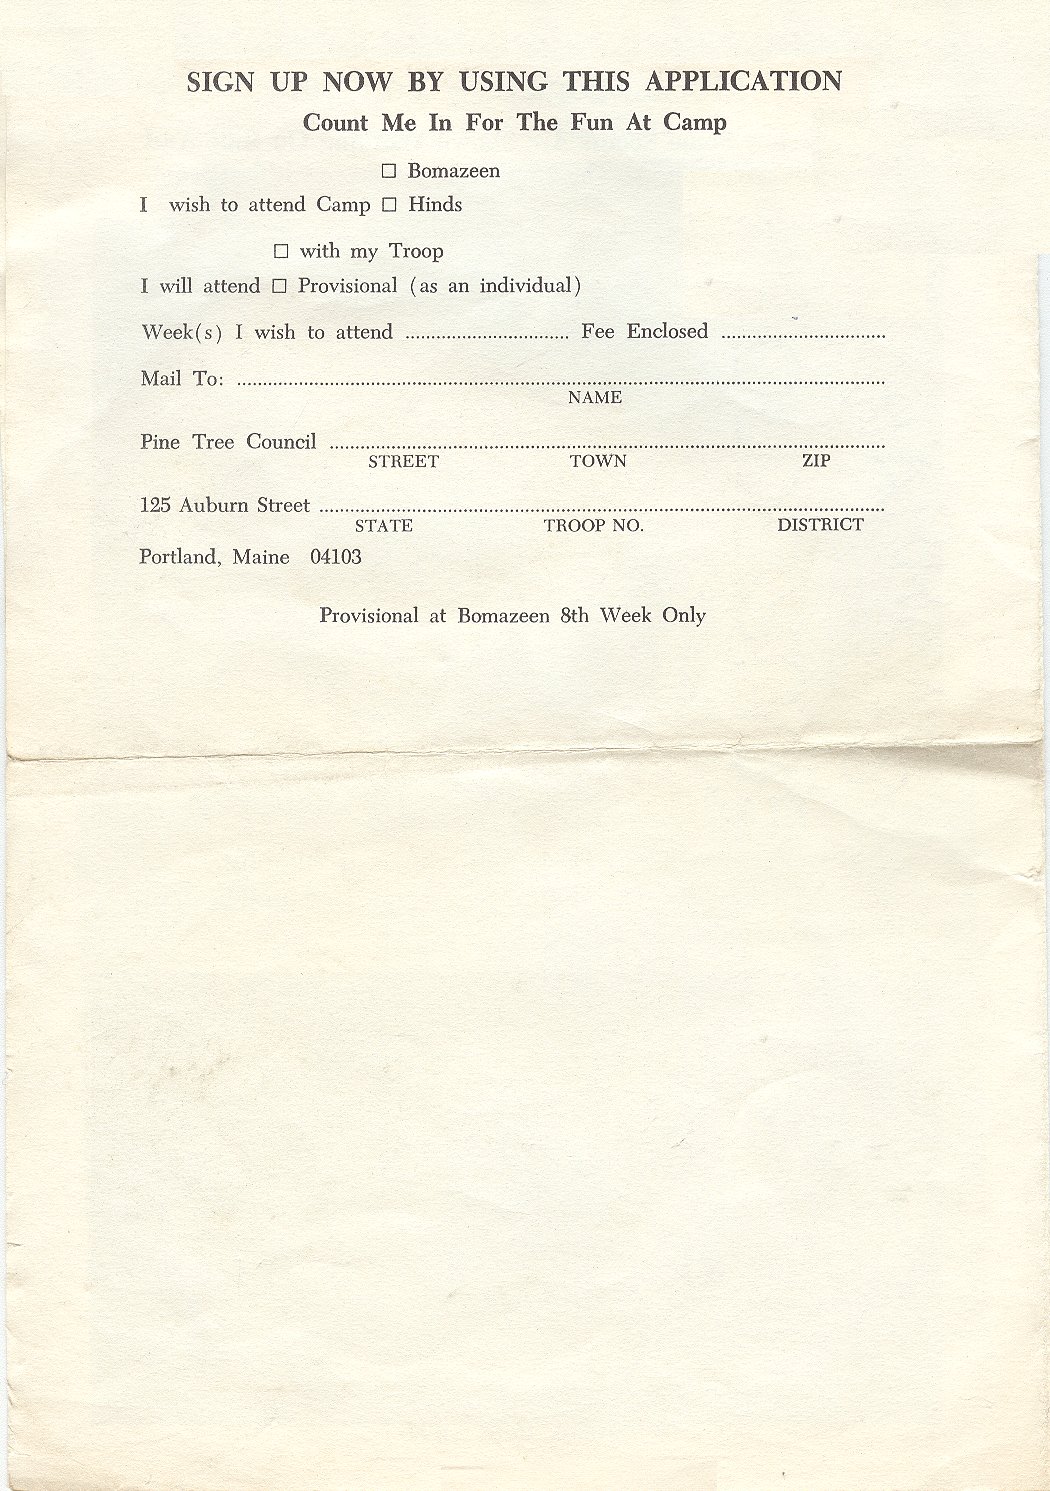 SIGN UP NOW BY USING THIS APPLICATION
Count Me In For The Fun At Camp
☐ Bomazeen
I wish to attend Camp ☐ Hinds
☐ with my Troop
I will attend ☐ Provisional (as an individual)
Week(s) I wish to attend ................................ Fee Enclosed ................................
Mail To: ................................................................
NAME
Pine Tree Council ................................................................
STREET TOWN ZIP
125 Auburn Street ................................................................
STATE TROOP NO. DISTRICT
Portland, Maine 04103
Provisional at Bomazeen 8th Week Only